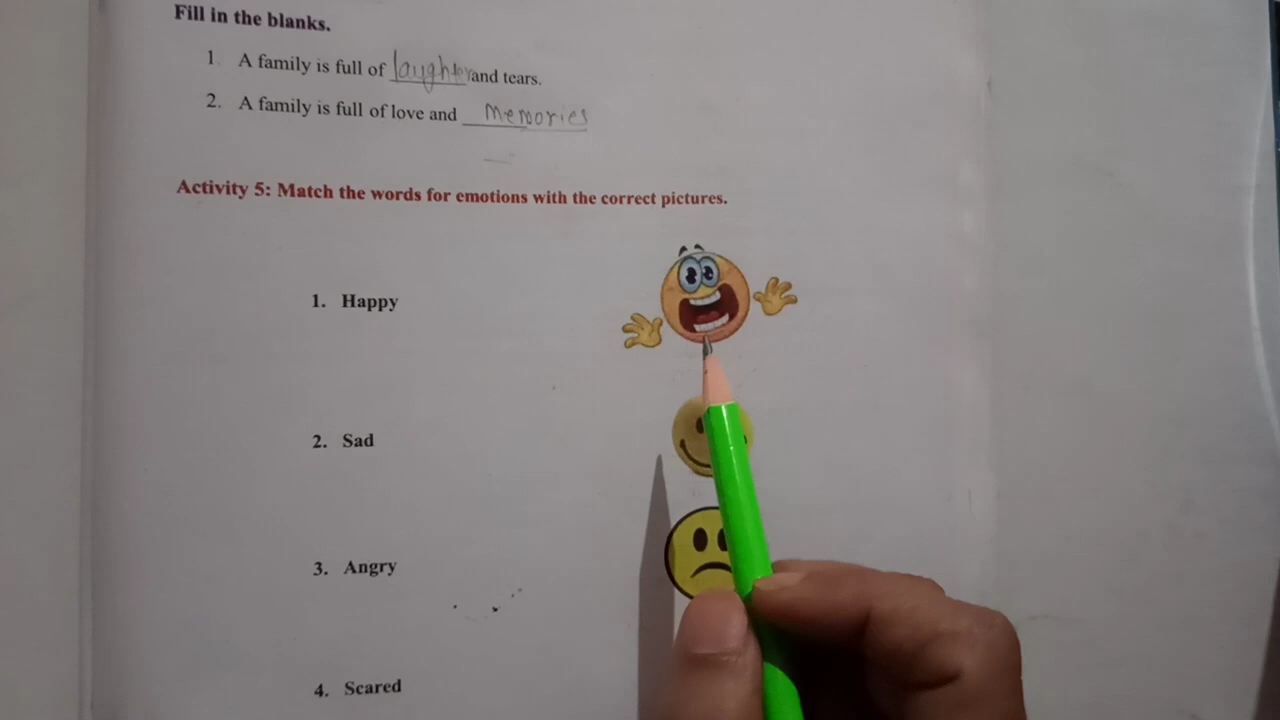 Fill in the blanks.
1. A family is full of laughter and tears.
2. A family is full of love and Memories
Activity 5: Match the words for emotions with the correct pictures.
1. Happy
2. Sad
3. Angry
4. Scared